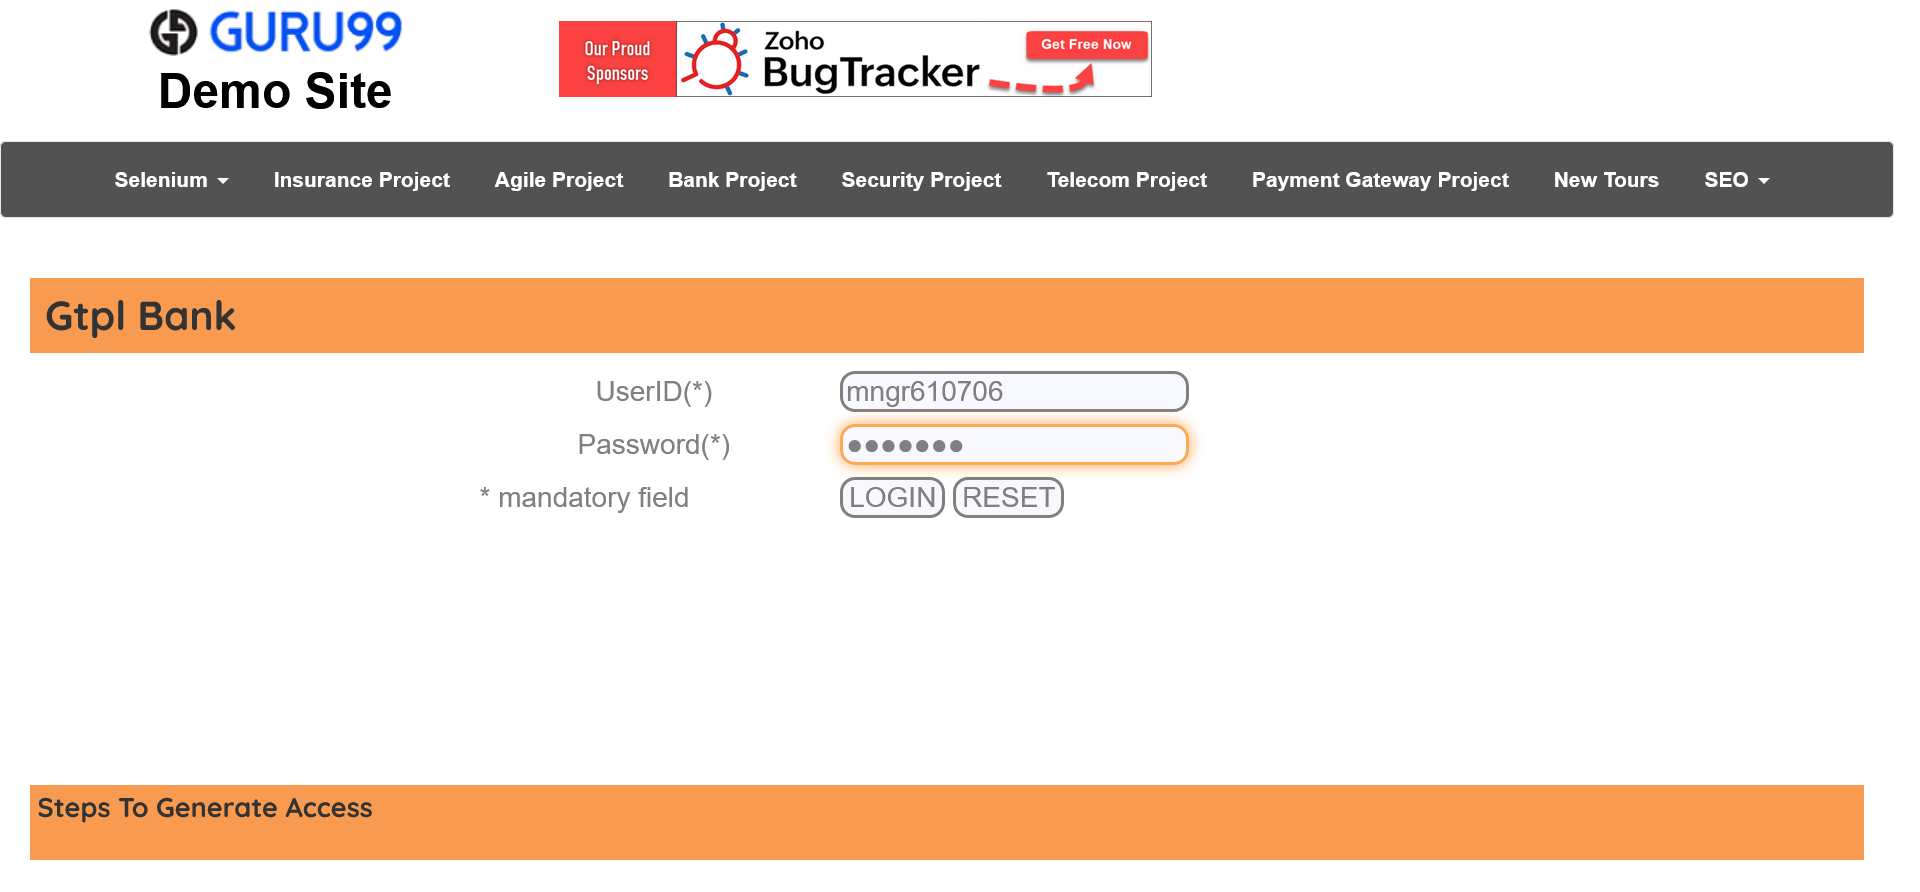 GURU99
Demo Site
Our Proud
Sponsors
Zoho
BugTracker
Get Free Now
Selenium Insurance Project Agile Project Bank Project Security Project Telecom Project Payment Gateway Project New Tours SEO
Gtpl Bank
UserID(*) mngr610706
Password(*) •••••••
* mandatory field LOGIN RESET
Steps To Generate Access